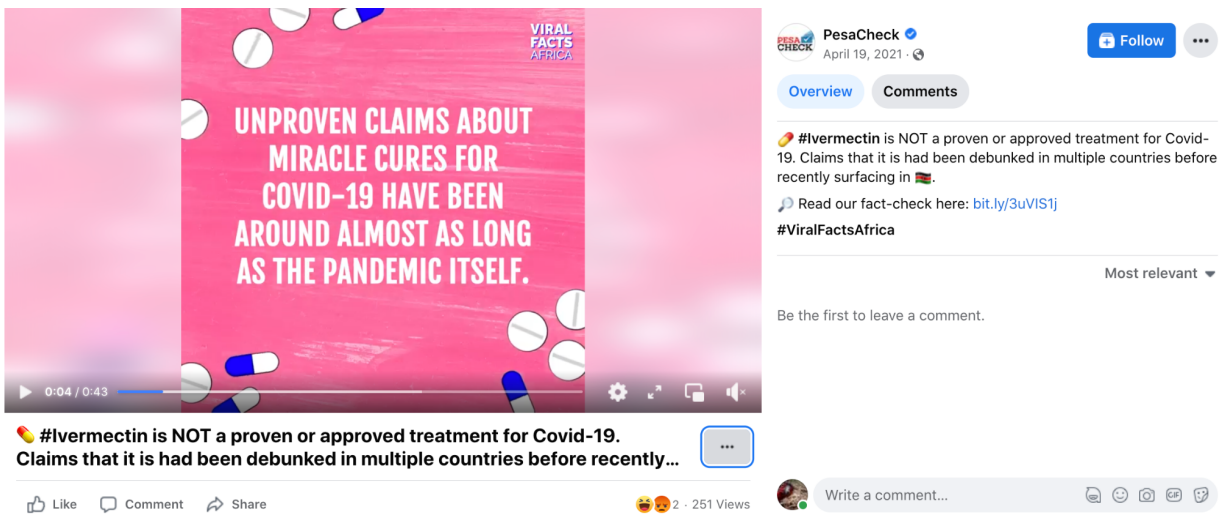 VIRAL
FACTS
AFRICA
UNPROVEN CLAIMS ABOUT
MIRACLE CURES FOR
COVID-19 HAVE BEEN
AROUND ALMOST AS LONG
AS THE PANDEMIC ITSELF.
0:04 / 0:43
#Ivermectin is NOT a proven or approved treatment for Covid-19.
Claims that it is had been debunked in multiple countries before recently...
Like Comment Share 2 · 251 Views
PESA
CHECK
PesaCheck
April 19, 2021 ·
Follow
Overview Comments
#Ivermectin is NOT a proven or approved treatment for Covid-
19. Claims that it is had been debunked in multiple countries before
recently surfacing in 🇰🇪.
Read our fact-check here: bit.ly/3uVIS1j
#ViralFactsAfrica
Most relevant
Be the first to leave a comment.
Write a comment...
GIF